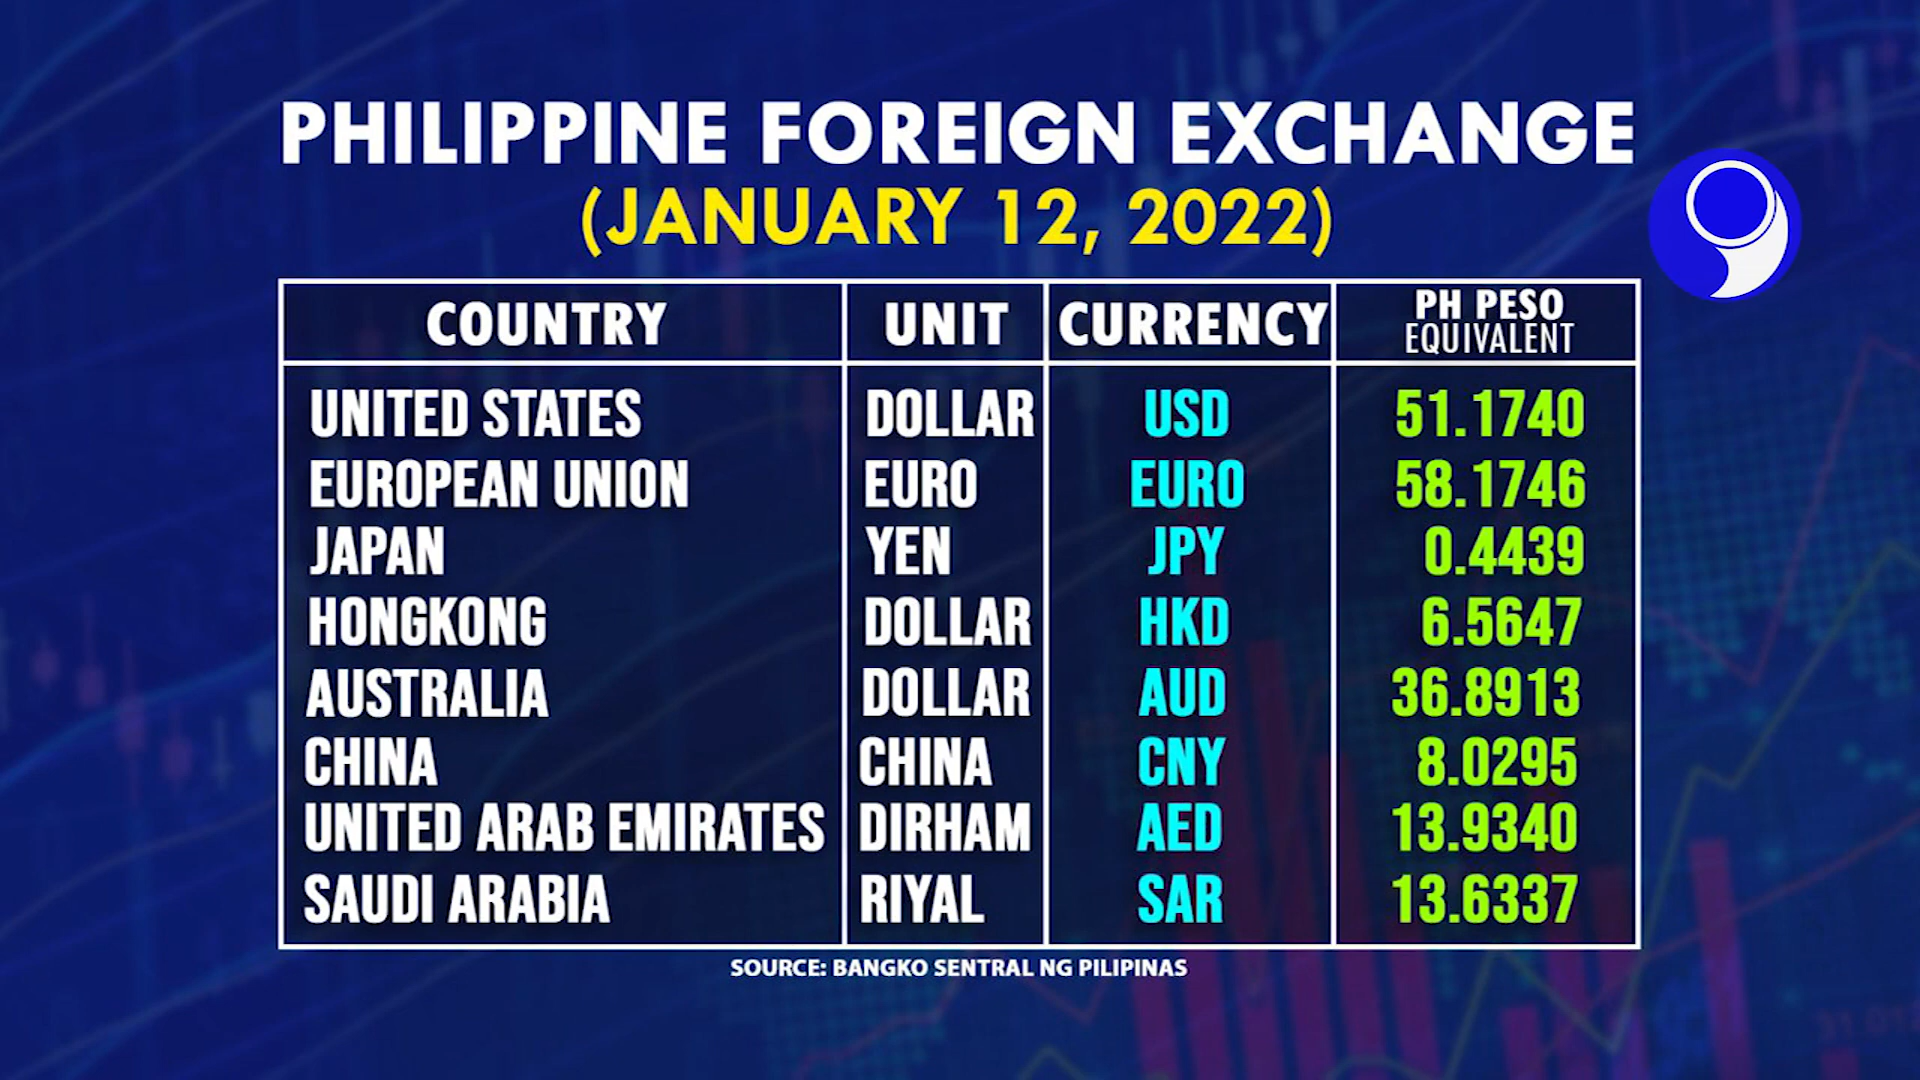 PHILIPPINE FOREIGN EXCHANGE
(JANUARY 12, 2022)
COUNTRY UNIT CURRENCY PH PESO EQUIVALENT
UNITED STATES DOLLAR USD 51.1740
EUROPEAN UNION EURO EURO 58.1746
JAPAN YEN JPY 0.4439
HONGKONG DOLLAR HKD 6.5647
AUSTRALIA DOLLAR AUD 36.8913
CHINA CHINA CNY 8.0295
UNITED ARAB EMIRATES DIRHAM AED 13.9340
SAUDI ARABIA RIYAL SAR 13.6337
SOURCE: BANGKO SENTRAL NG PILIPINAS